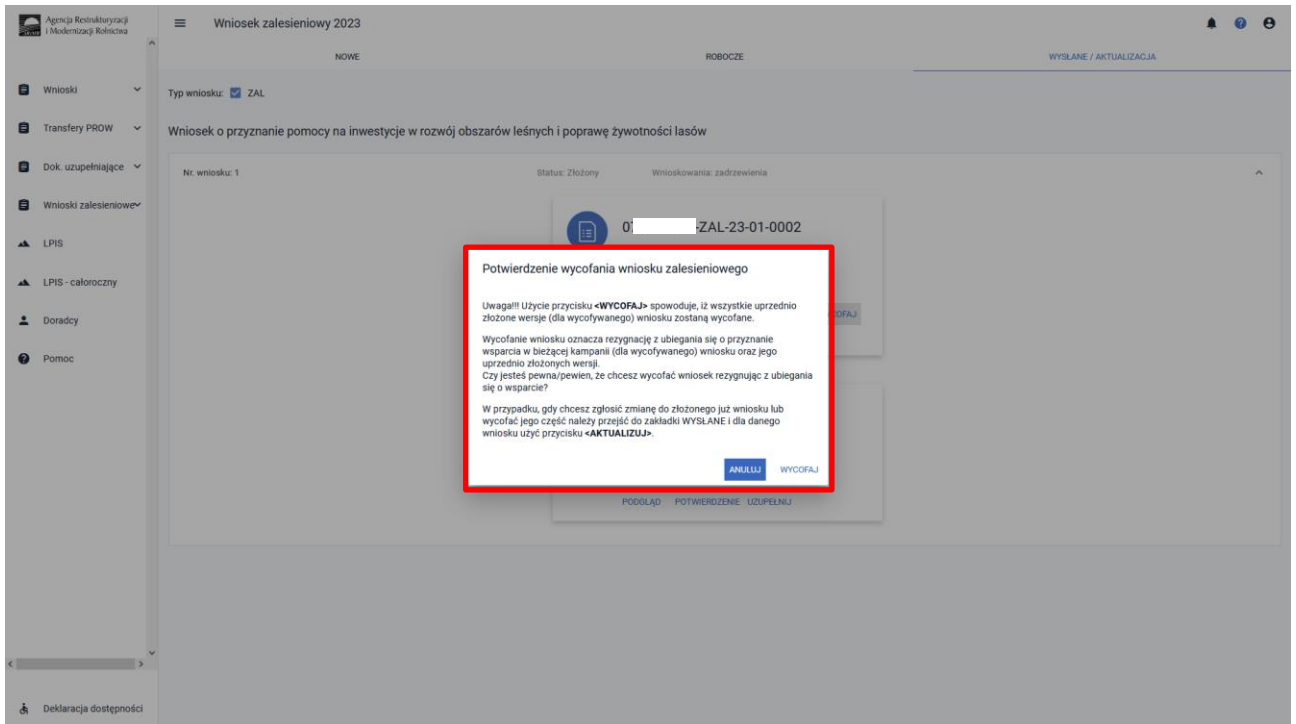 Agencja Restrukturyzacji
i Modernizacji Rolnictwa
Wniosek zalesieniowy 2023
NOWE
ROBOCZE
WYSŁANE / AKTUALIZACJA
Wnioski
Transfery PROW
Dok. uzupełniające
Wnioski zalesieniowe
LPIS
LPIS - całoroczny
Doradcy
Pomoc
Deklaracja dostępności
Typ wniosku: ZAL
Wniosek o przyznanie pomocy na inwestycje w rozwój obszarów leśnych i poprawę żywotności lasów
Nr. wniosku: 1 Status: Złożony Wnioskowania: zadrzewienia
-ZAL-23-01-0002
Potwierdzenie wycofania wniosku zalesieniowego
Uwaga!!! Użycie przycisku <WYCOFAJ> spowoduje, iż wszystkie uprzednio
złożone wersje (dla wycofywanego) wniosku zostaną wycofane.
Wycofanie wniosku oznacza rezygnację z ubiegania się o przyznanie
wsparcia w bieżącej kampanii (dla wycofywanego) wniosku oraz jego
uprzednio złożonych wersji.
Czy jesteś pewna/pewien, że chcesz wycofać wniosek rezygnując z ubiegania
się o wsparcie?
W przypadku, gdy chcesz zgłosić zmianę do złożonego już wniosku lub
wycofać jego część należy przejść do zakładki WYSŁANE i dla danego
wniosku użyć przycisku <AKTUALIZUJ>.
ANULUJ WYCOFAJ
PODGLĄD POTWIERDZENIE UZUPEŁNIJ